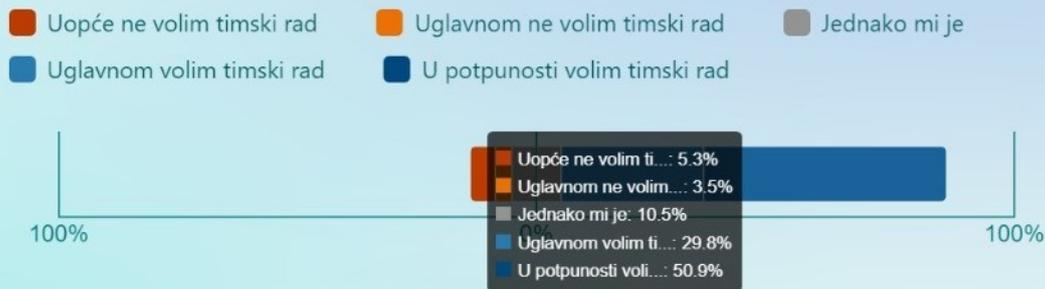 Uopće ne volim timski rad
Uglavnom ne volim timski rad
Jednako mi je
Uglavnom volim timski rad
U potpunosti volim timski rad
Uopće ne volim ti...: 5.3%
Uglavnom ne volim...: 3.5%
Jednako mi je: 10.5%
Uglavnom volim ti...: 29.8%
U potpunosti voli...: 50.9%
100%
0%
100%